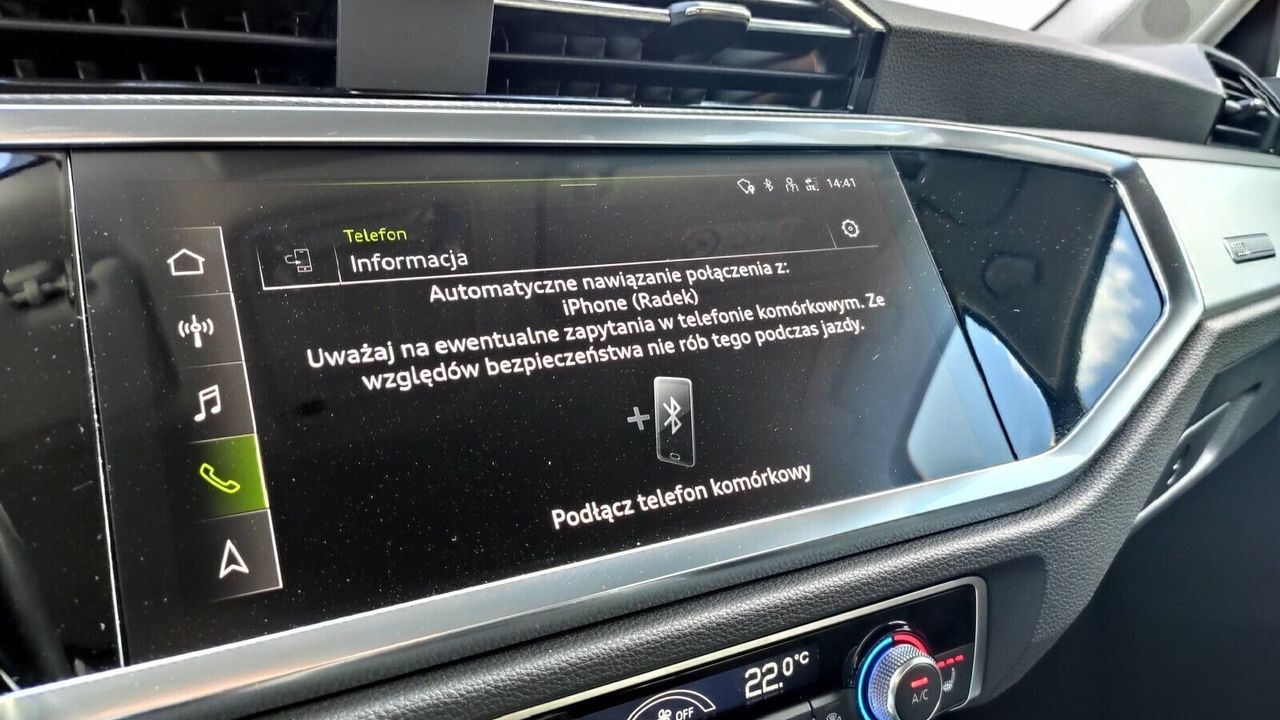 14:41
Telefon
Informacja
Automatyczne nawiązanie połączenia z:
iPhone (Radek)
Uważaj na ewentualne zapytania w telefonie komórkowym. Ze
względów bezpieczeństwa nie rób tego podczas jazdy.
Podłącz telefon komórkowy
22.0°C
OFF
A/C